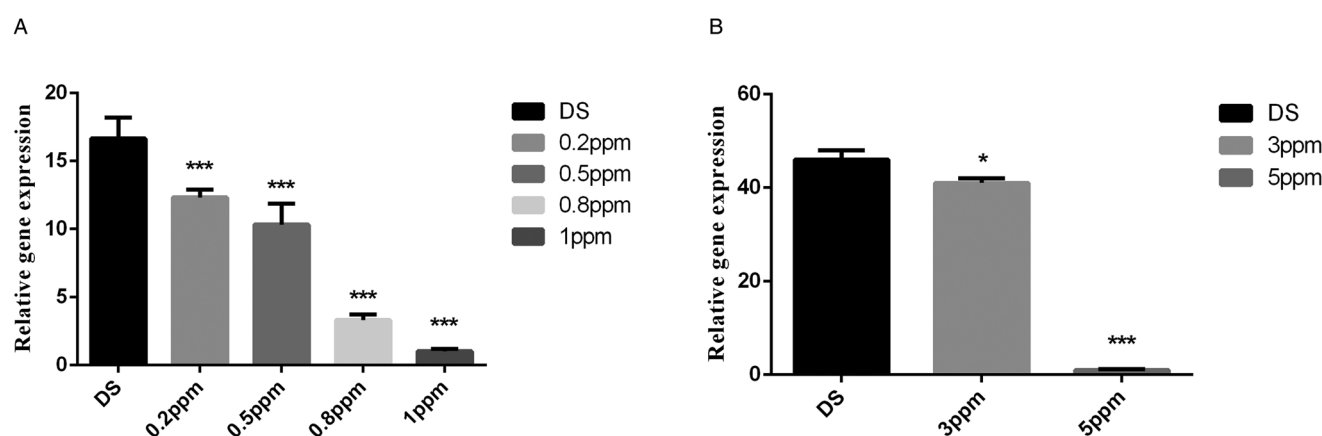 A
Relative gene expression
20
15
10
5
0
***
***
***
***
DS
0.2ppm
0.5ppm
0.8ppm
1ppm
DS
0.2ppm
0.5ppm
0.8ppm
1ppm
B
Relative gene expression
60
40
20
0
*
***
DS
3ppm
5ppm
DS
3ppm
5ppm